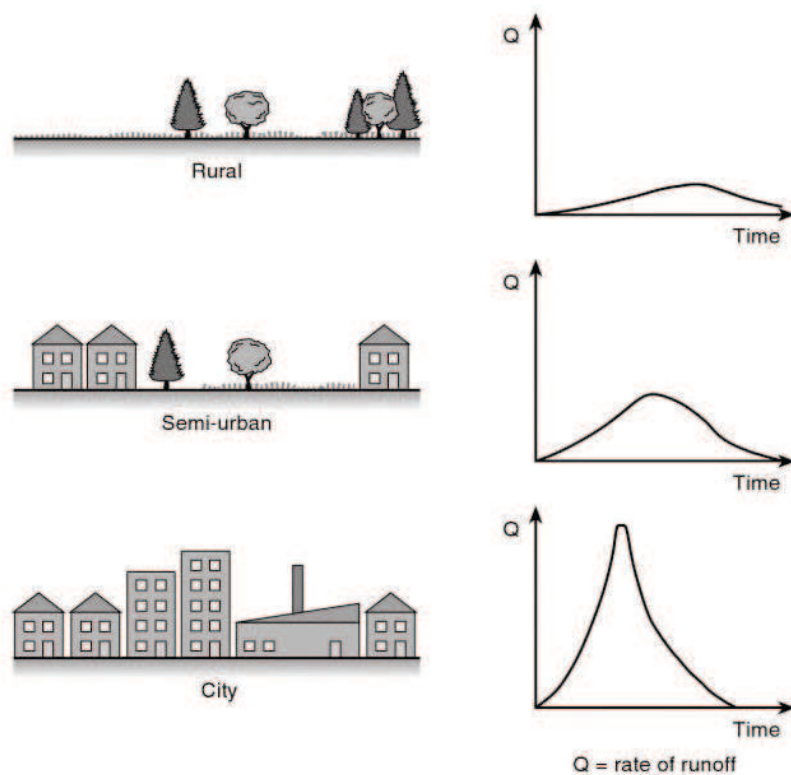 Q
Time
Rural
Q
Time
Semi-urban
Q
Time
City
Q = rate of runoff